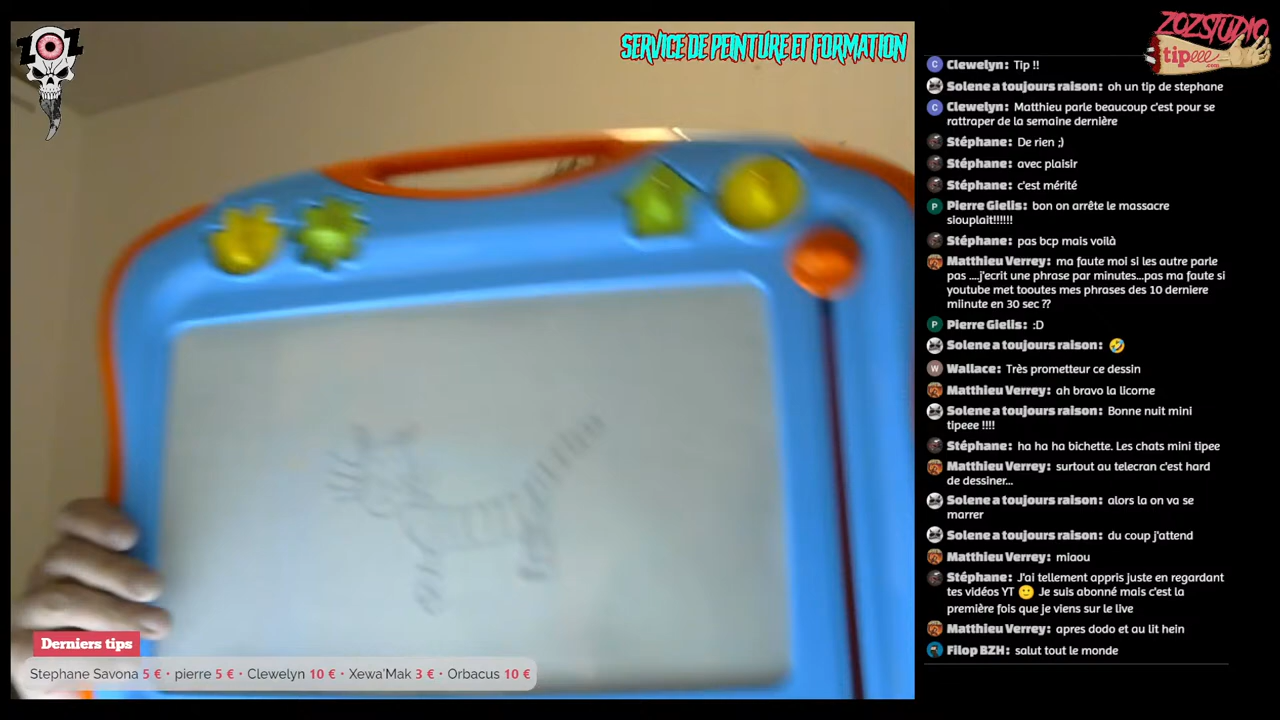 ZOZ
SERVICE DE PEINTURE ET FORMATION
ZOZSTUDIO
tipeee.com
C Clewelyn: Tip !!
Solene a toujours raison: oh un tip de stephane
C Clewelyn: Matthieu parle beaucoup c'est pour se
rattraper de la semaine dernière
Stéphane: De rien ;)
Stéphane: avec plaisir
Stéphane: c'est mérité
P Pierre Gielis: bon on arrête le massacre
siouplait!!!!!!
Stéphane: pas bcp mais voilà
Matthieu Verrey: ma faute moi si les autre parle
pas ....j'ecrit une phrase par minutes...pas ma faute si
youtube met tooutes mes phrases des 10 derniere
miinute en 30 sec ??
P Pierre Gielis: :D
Solene a toujours raison: 🤣
W Wallace: Très prometteur ce dessin
Matthieu Verrey: ah bravo la licorne
Solene a toujours raison: Bonne nuit mini
tipeee !!!!
Stéphane: ha ha ha bichette. Les chats mini tipee
Matthieu Verrey: surtout au telecran c'est hard
de dessiner...
Solene a toujours raison: alors la on va se
marrer
Solene a toujours raison: du coup j'attend
Matthieu Verrey: miaou
Stéphane: J'ai tellement appris juste en regardant
tes vidéos YT 🙂 Je suis abonné mais c'est la
première fois que je viens sur le live
Matthieu Verrey: apres dodo et au lit hein
Filop BZH: salut tout le monde
Derniers tips
Stephane Savona 5 € • pierre 5 € • Clewelyn 10 € • Xewa'Mak 3 € • Orbacus 10 €